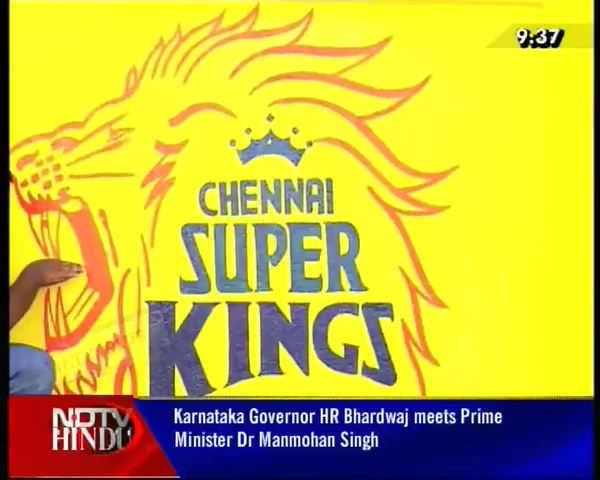 9:37
CHENNAI
SUPER
KINGS
NDTV
HINDU
Karnataka Governor HR Bhardwaj meets Prime
Minister Dr Manmohan Singh